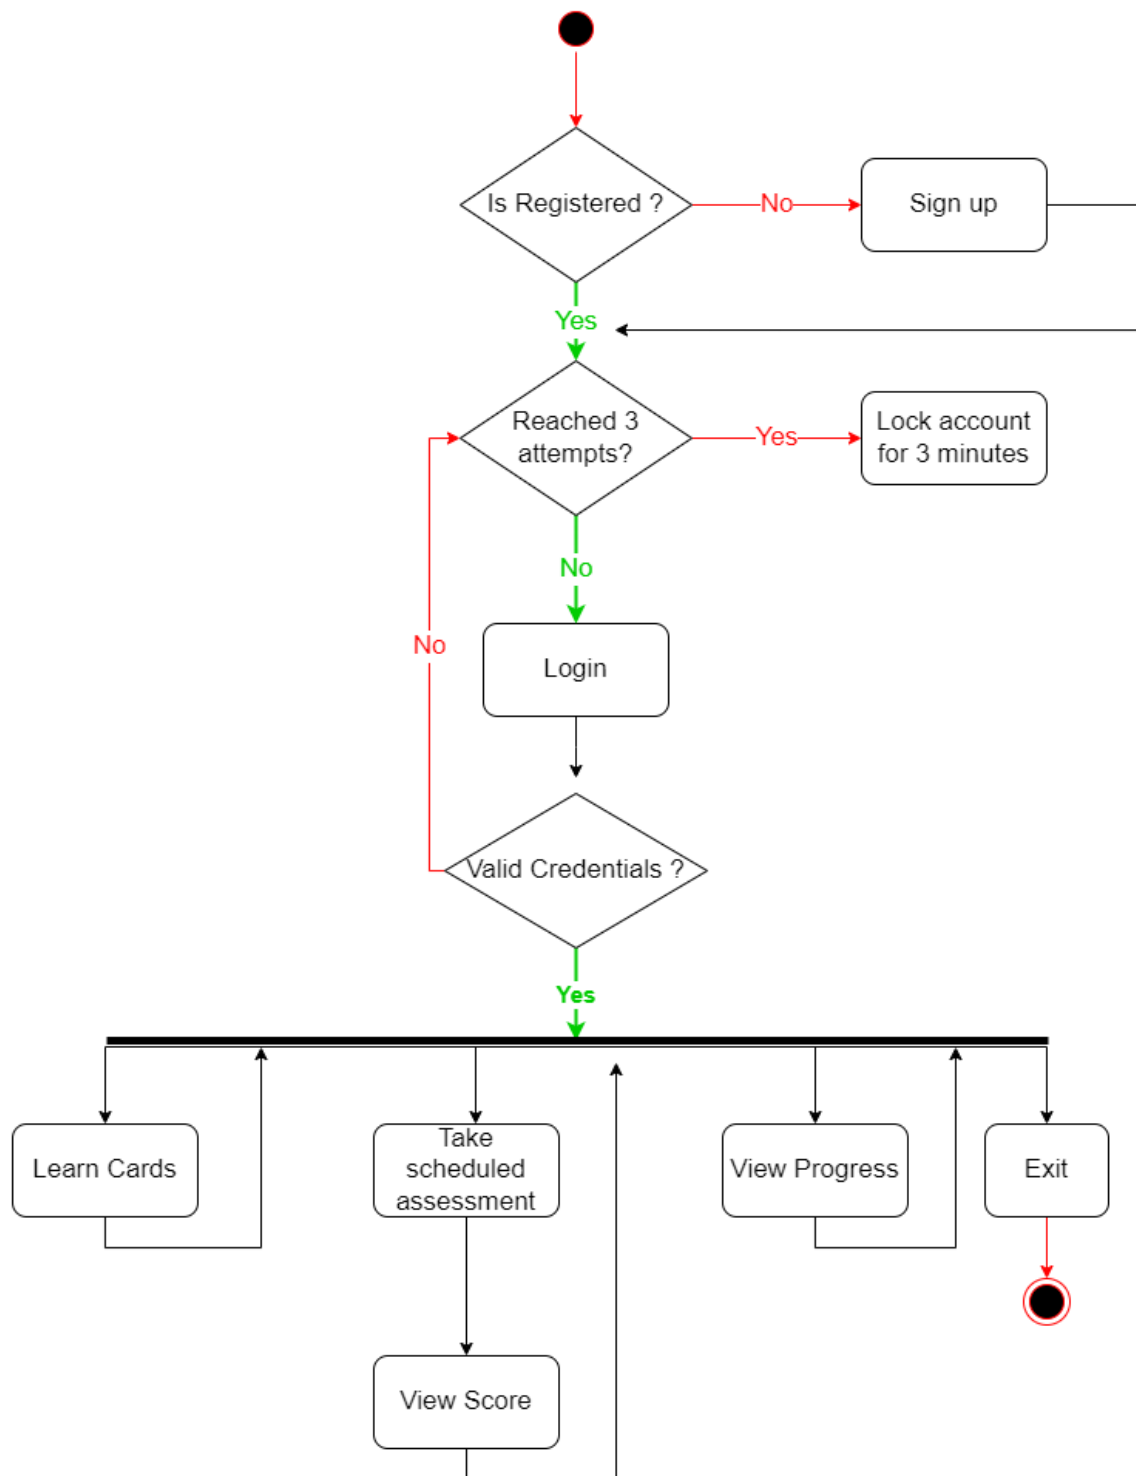 Is Registered ?
No
Sign up
Yes
Reached 3
attempts?
Yes
Lock account
for 3 minutes
No
No
Login
Valid Credentials ?
Yes
Learn Cards
Take
scheduled
assessment
View Progress
Exit
View Score